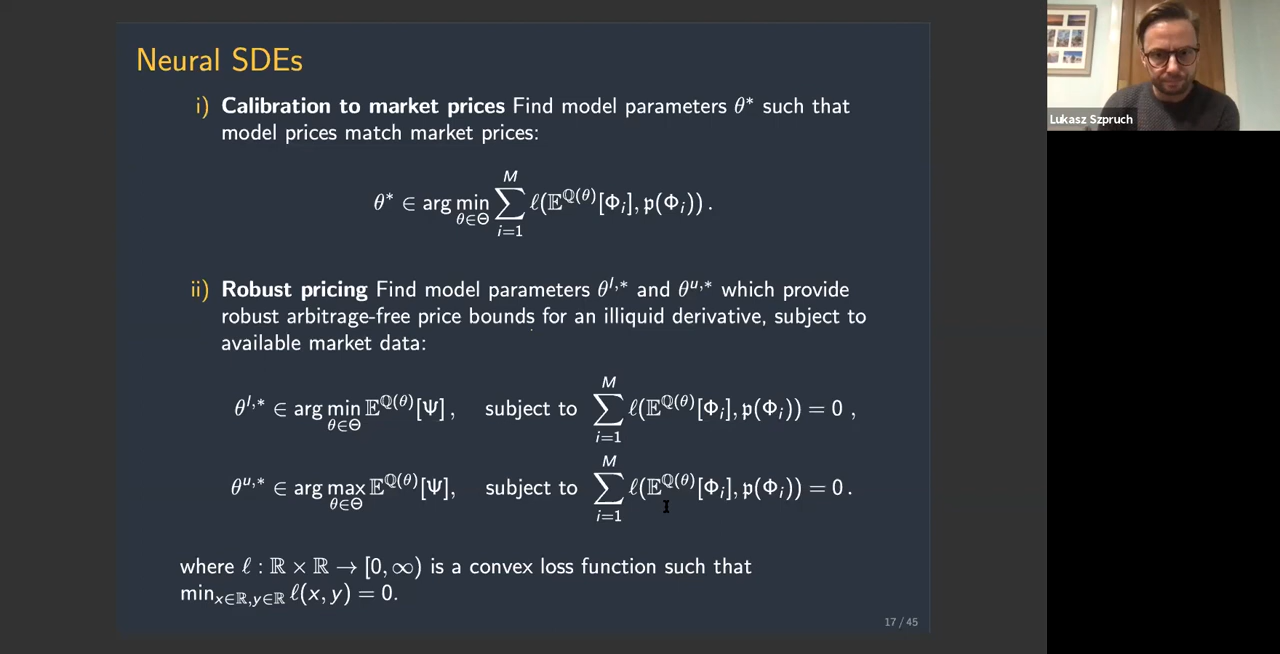 Neural SDEs
i) Calibration to market prices Find model parameters θ* such that
model prices match market prices:
θ* ∈ arg min_{θ∈Θ} ∑_{i=1}^{M} ℓ(𝔼^{ℚ(θ)}[Φ_i], 𝔭(Φ_i)) .
ii) Robust pricing Find model parameters θ^{l,*} and θ^{u,*} which provide
robust arbitrage-free price bounds for an illiquid derivative, subject to
available market data:
θ^{l,*} ∈ arg min_{θ∈Θ} 𝔼^{ℚ(θ)}[Ψ] , subject to ∑_{i=1}^{M} ℓ(𝔼^{ℚ(θ)}[Φ_i], 𝔭(Φ_i)) = 0 ,
θ^{u,*} ∈ arg max_{θ∈Θ} 𝔼^{ℚ(θ)}[Ψ], subject to ∑_{i=1}^{M} ℓ(𝔼^{ℚ(θ)}[Φ_i], 𝔭(Φ_i)) = 0 .
where ℓ : ℝ × ℝ → [0, ∞) is a convex loss function such that
min_{x∈ℝ,y∈ℝ} ℓ(x, y) = 0.
17 / 45
Lukasz Szpruch